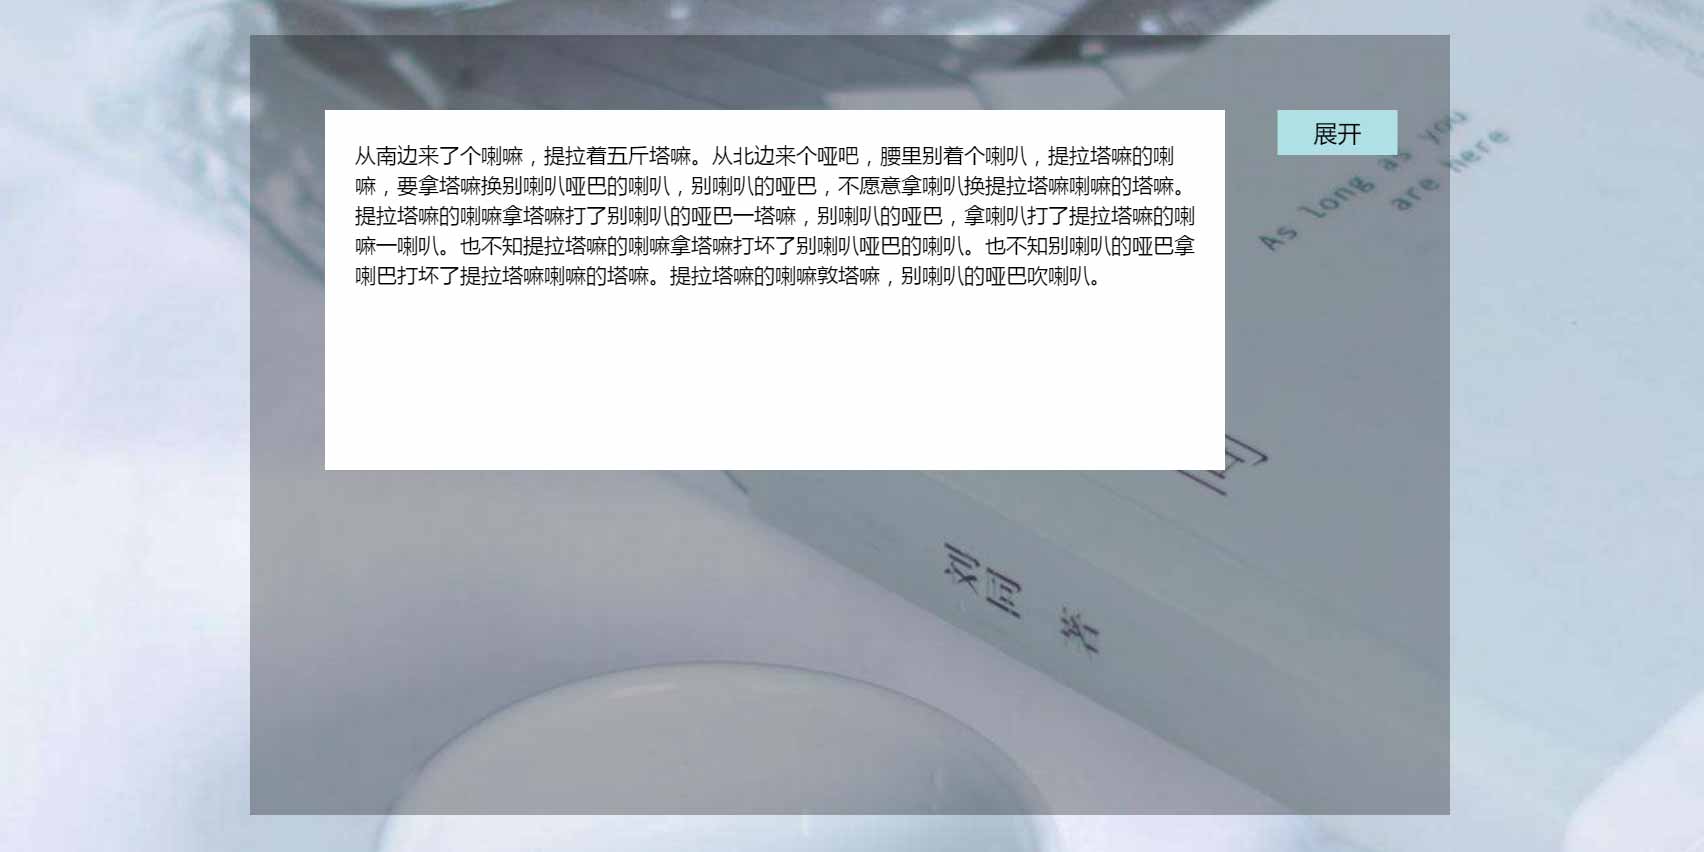 从南边来了个喇嘛，提拉着五斤塔嘛。从北边来个哑吧，腰里别着个喇叭，提拉塔嘛的喇
嘛，要拿塔嘛换别喇叭哑巴的喇叭，别喇叭的哑巴，不愿意拿喇叭换提拉塔嘛喇嘛的塔嘛。
提拉塔嘛的喇嘛拿塔嘛打了别喇叭的哑巴一塔嘛，别喇叭的哑巴，拿喇叭打了提拉塔嘛的喇
嘛一喇叭。也不知提拉塔嘛的喇嘛拿塔嘛打坏了别喇叭哑巴的喇叭。也不知别喇叭的哑巴拿
喇巴打坏了提拉塔嘛喇嘛的塔嘛。提拉塔嘛的喇嘛敦塔嘛，别喇叭的哑巴吹喇叭。
展开
As long as you
are here
刘同 著